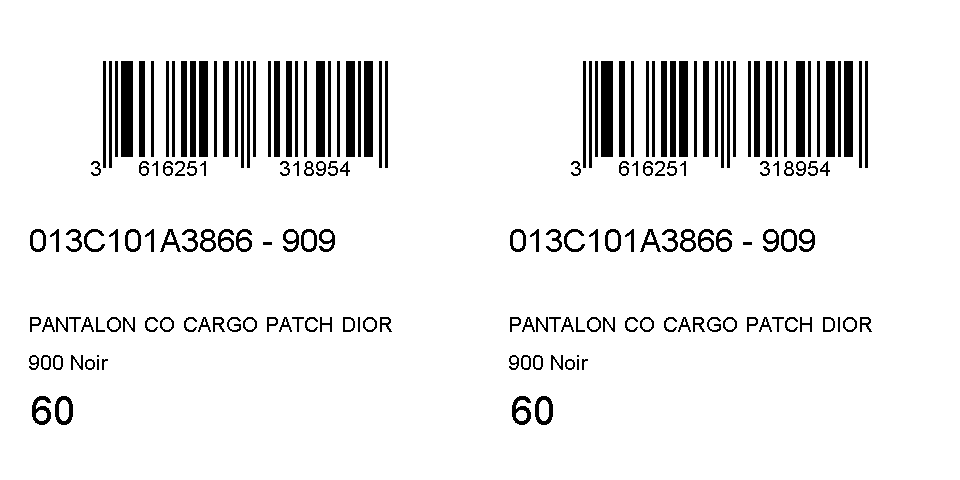 3 616251 318954
013C101A3866 - 909
PANTALON CO CARGO PATCH DIOR
900 Noir
60
3 616251 318954
013C101A3866 - 909
PANTALON CO CARGO PATCH DIOR
900 Noir
60